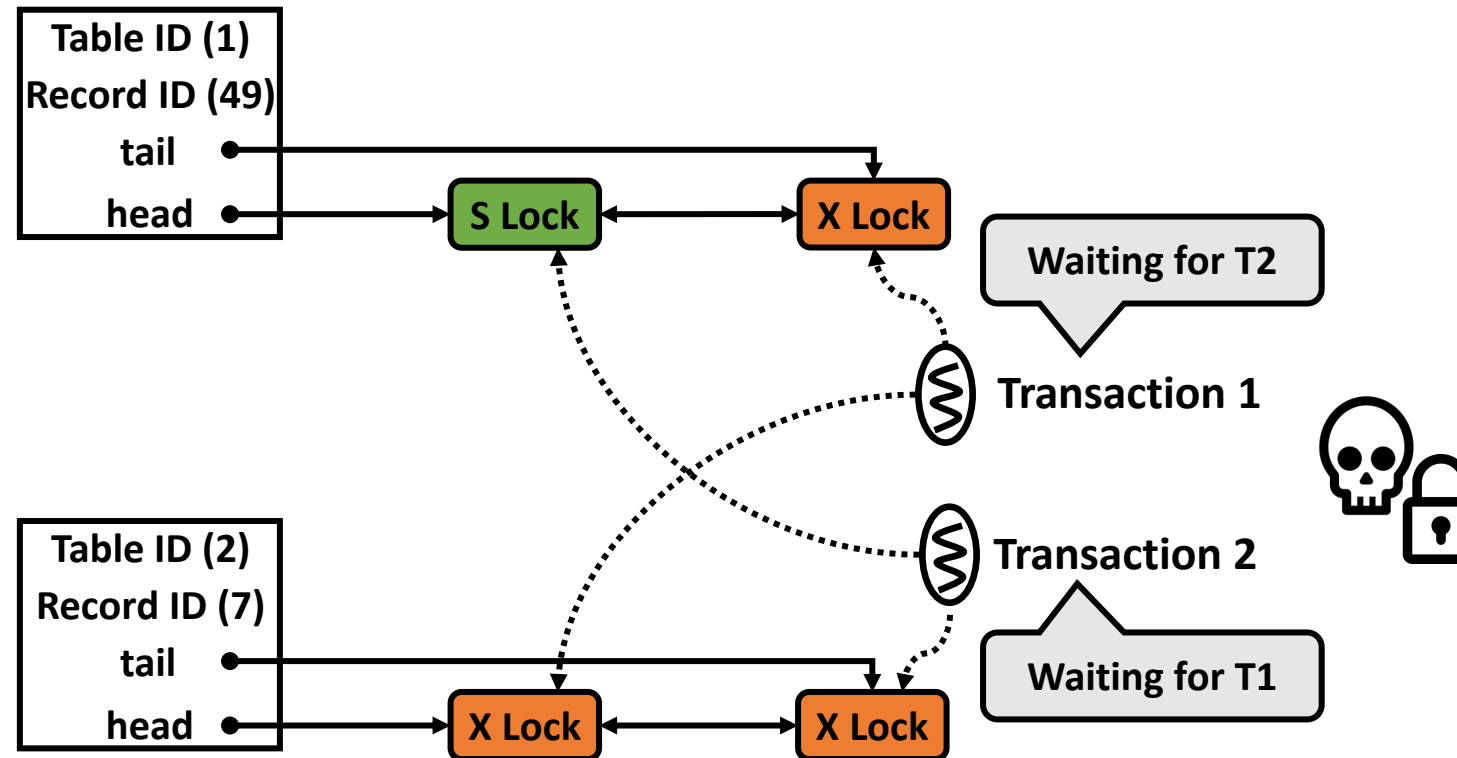 Table ID (1)
Record ID (49)
tail
head
S Lock
X Lock
Waiting for T2
Transaction 1
Transaction 2
Waiting for T1
Table ID (2)
Record ID (7)
tail
head
X Lock
X Lock